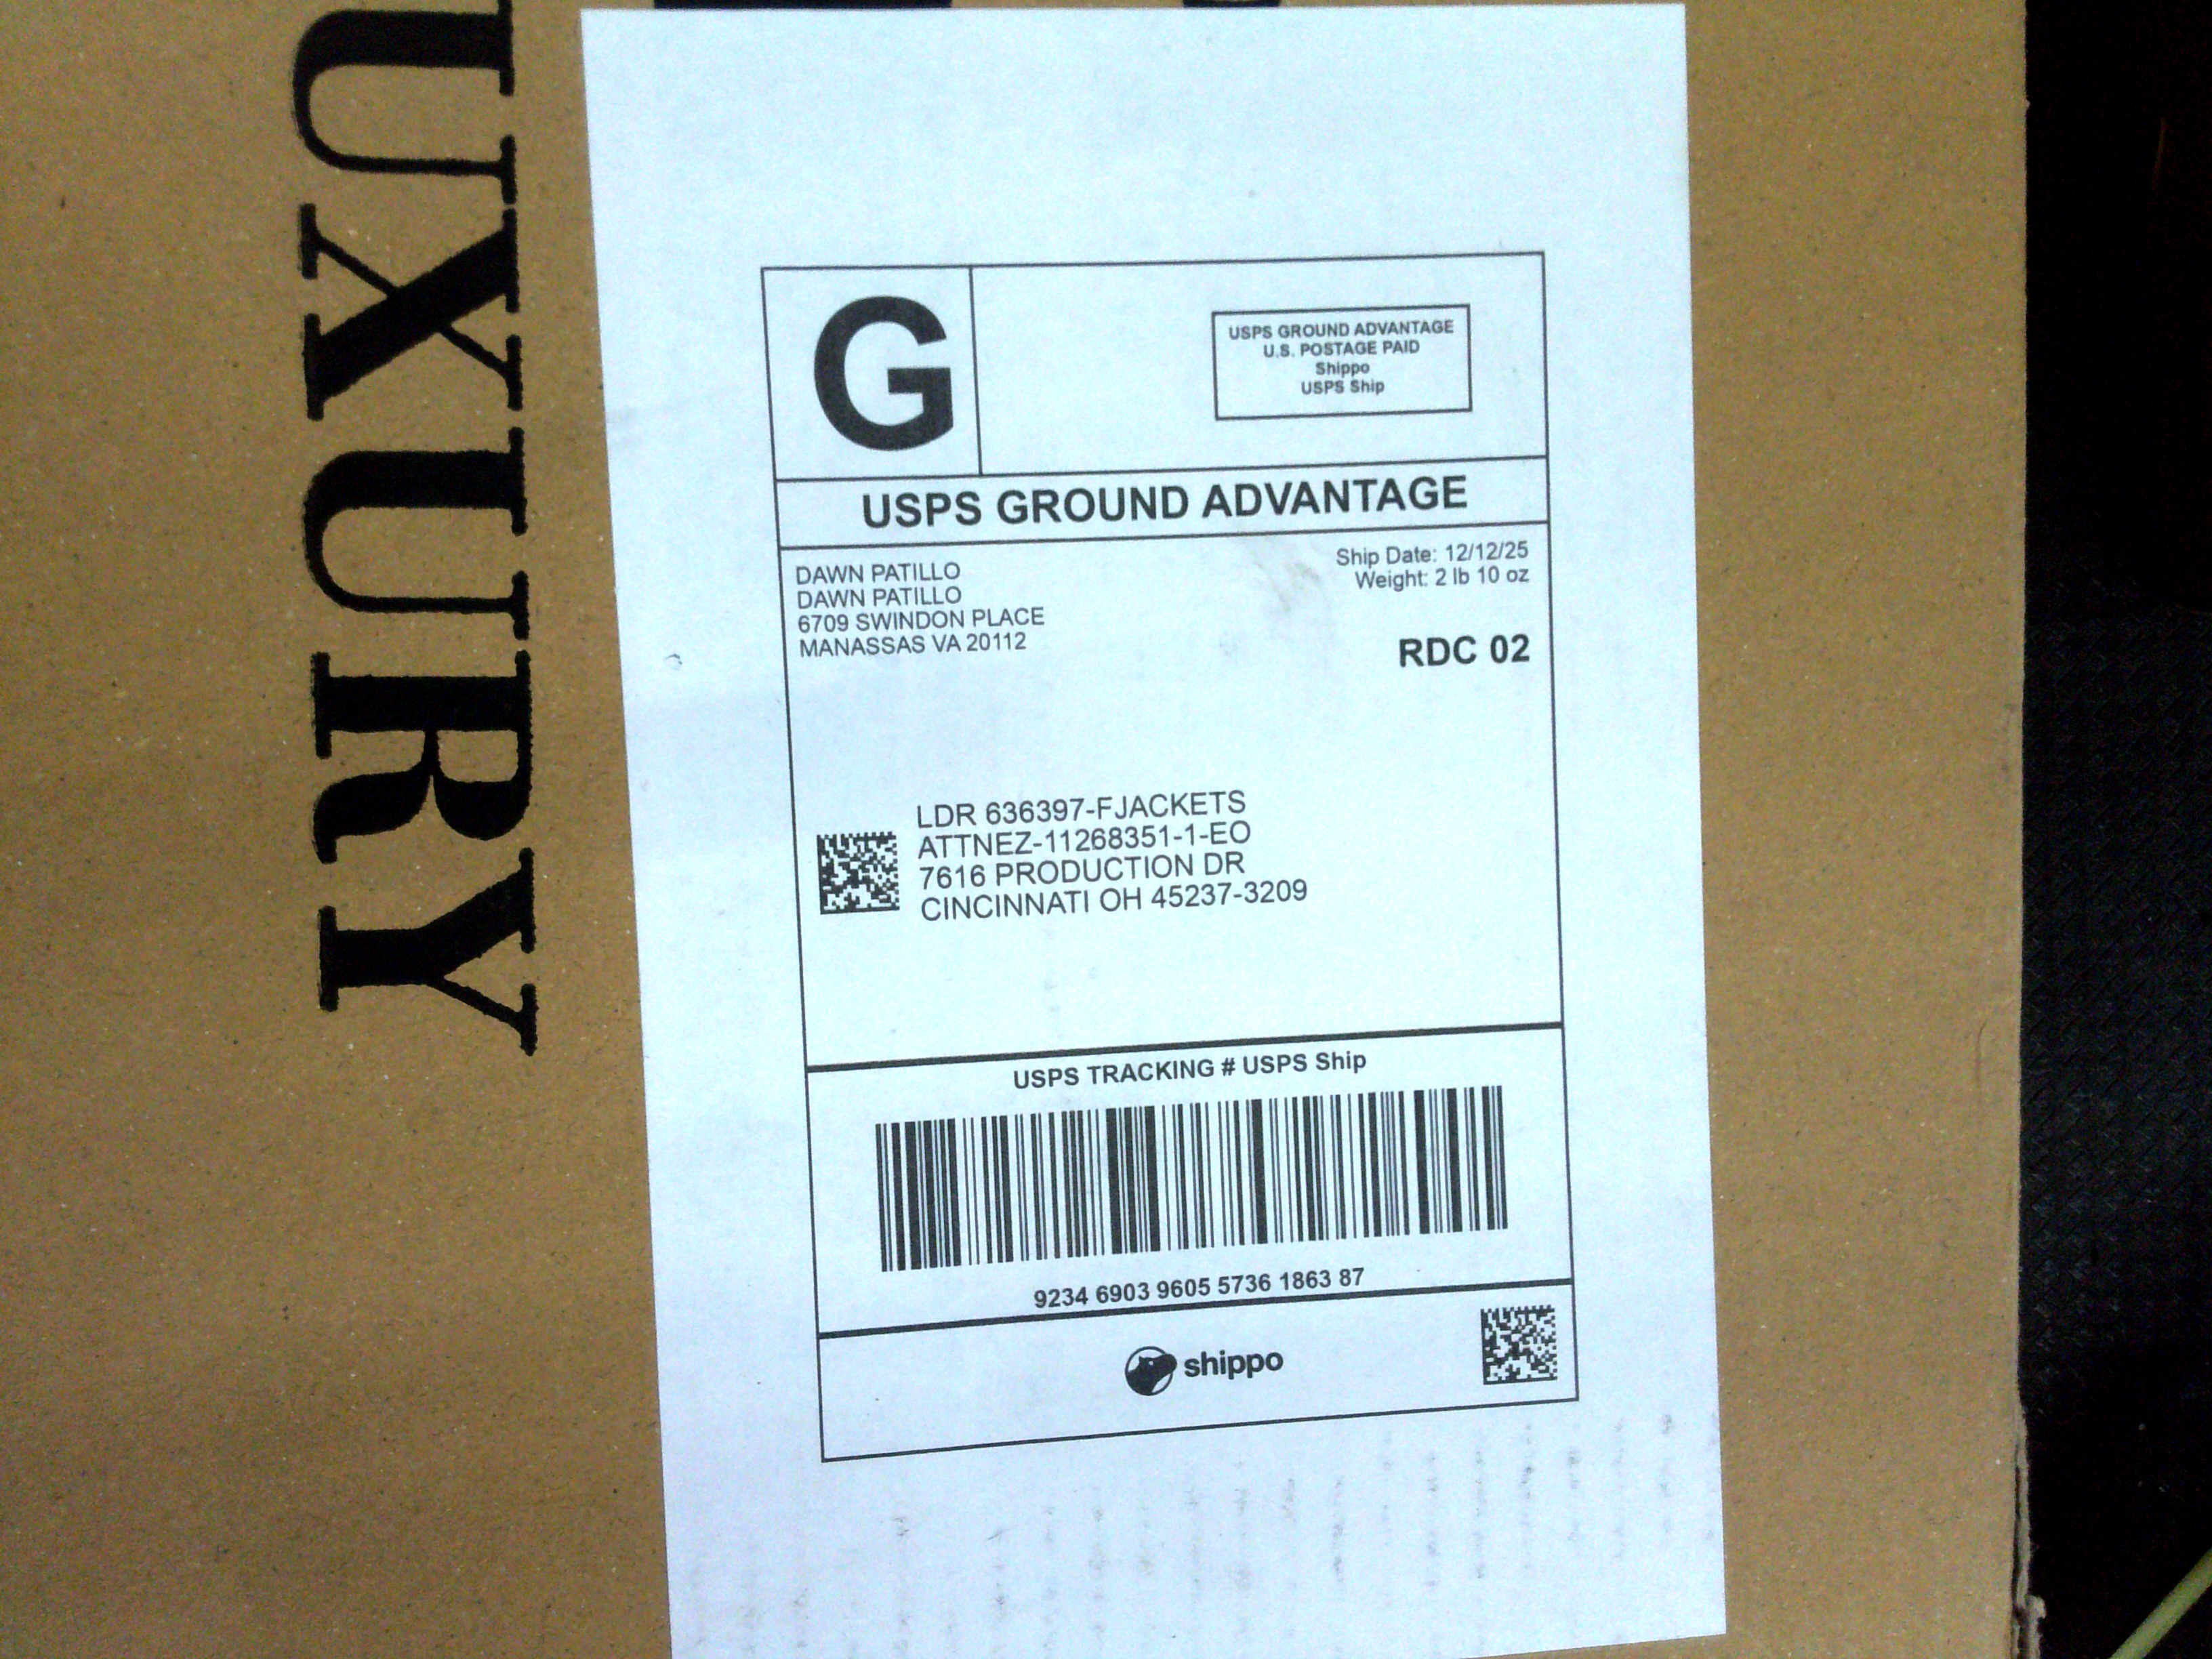 UXURY
G
USPS GROUND ADVANTAGE
U.S. POSTAGE PAID
Shippo
USPS Ship
USPS GROUND ADVANTAGE
DAWN PATILLO
DAWN PATILLO
6709 SWINDON PLACE
MANASSAS VA 20112
Ship Date: 12/12/25
Weight: 2 lb 10 oz
RDC 02
LDR 636397-FJACKETS
ATTNEZ-11268351-1-EO
7616 PRODUCTION DR
CINCINNATI OH 45237-3209
USPS TRACKING # USPS Ship
9234 6903 9605 5736 1863 87
shippo